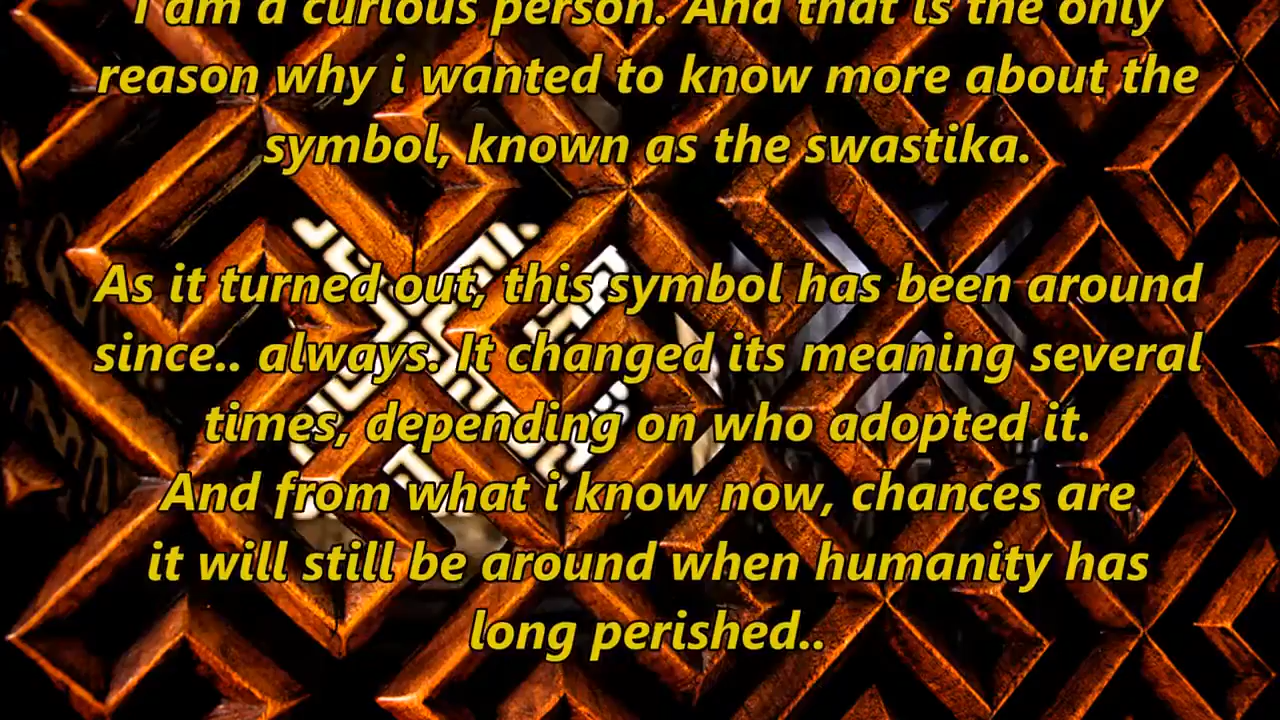 I am a curious person. And that is the only
reason why i wanted to know more about the
symbol, known as the swastika.
As it turned out, this symbol has been around
since.. always. It changed its meaning several
times, depending on who adopted it.
And from what i know now, chances are
it will still be around when humanity has
long perished..